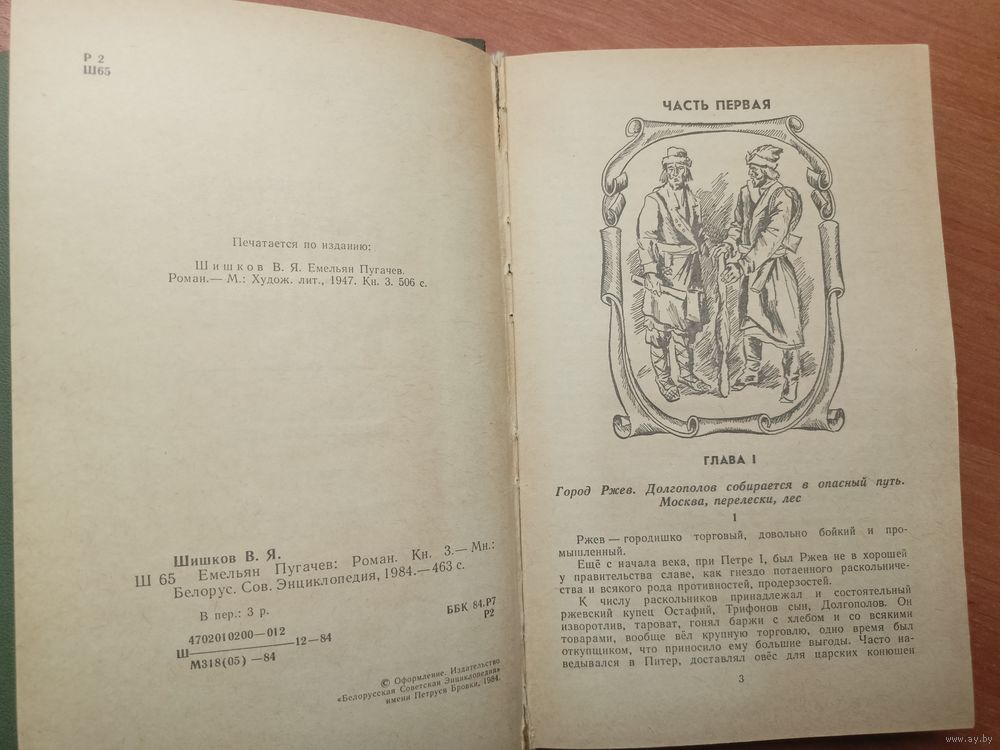 Р 2
Ш65
Печатается по изданию:
Шишков В. Я. Емельян Пугачев.
Роман.— М.: Худож. лит., 1947. Кн. 3. 506 с.
Шишков В. Я.
Ш 65 Емельян Пугачев: Роман. Кн. 3.— Мн.:
Белорус. Сов. Энциклопедия, 1984.—463 с.
В пер.: 3 р.
ББК 84.Р7
Р2
4702010200—012
Ш—————12—84
М318(05) —84
© Оформление. Издательство
«Белорусская Советская Энциклопедия»
имени Петруся Бровки, 1984.
ЧАСТЬ ПЕРВАЯ
ГЛАВА I
Город Ржев. Долгополов собирается в опасный путь.
Москва, перелески, лес
I
Ржев — городишко торговый, довольно бойкий и про-
мышленный.
Ещё с начала века, при Петре I, был Ржев не в хорошей
у правительства славе, как гнездо потаенного раскольниче-
ства и всякого рода противностей, продерзостей.
К числу раскольников принадлежал и состоятельный
ржевский купец Остафий, Трифонов сын, Долгополов. Он
изворотлив, тароват, гонял баржи с хлебом и со всякими
товарами, вообще вёл крупную торговлю, одно время был
откупщиком, что приносило ему большие выгоды. Часто на-
ведывался в Питер, доставлял овёс для царских конюшен
3
www.ay.by